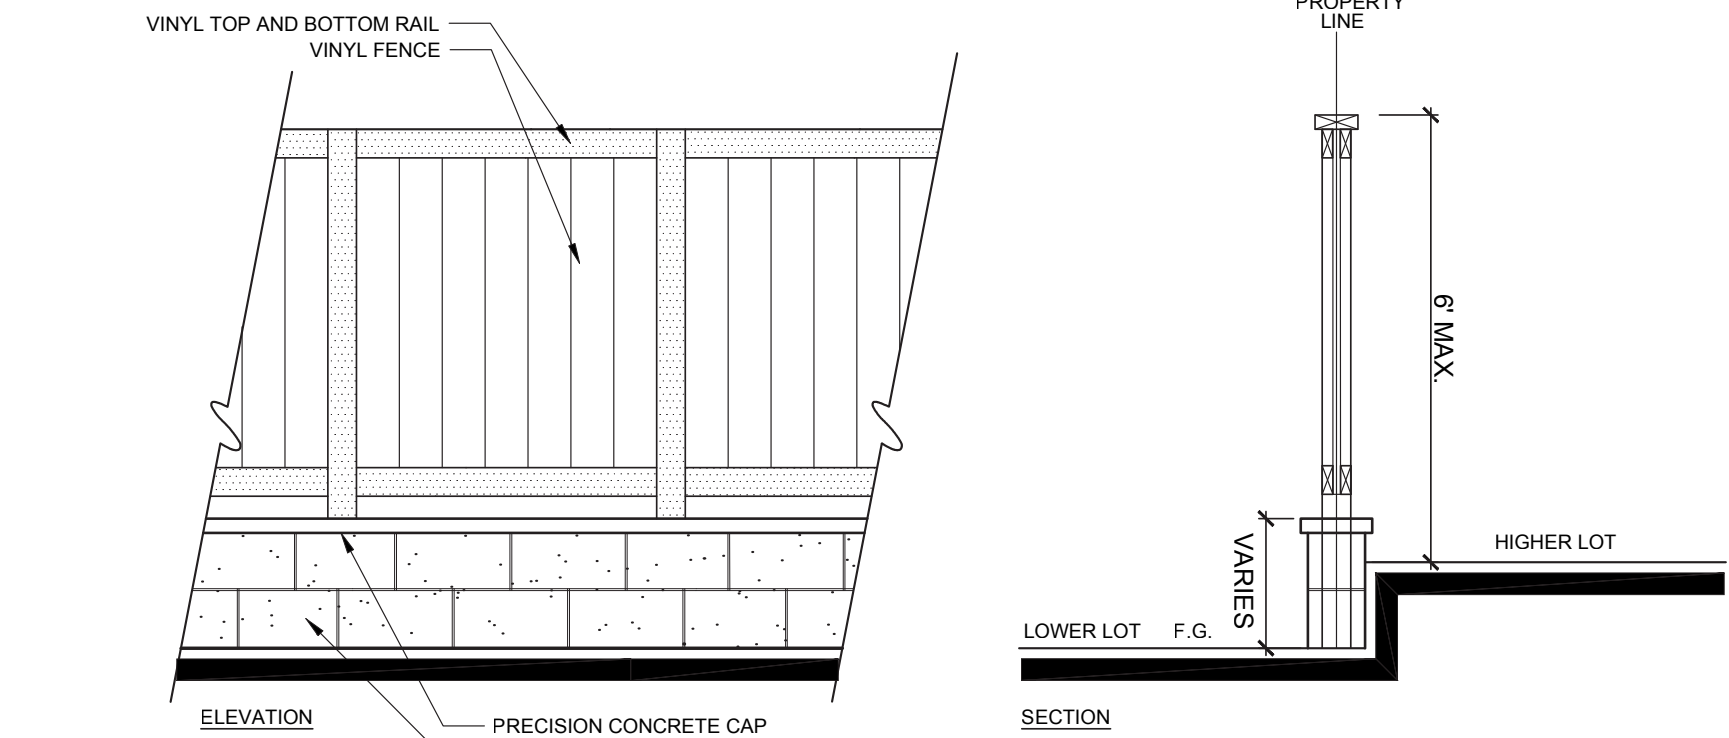 VINYL TOP AND BOTTOM RAIL
VINYL FENCE
PROPERTY
LINE
6' MAX.
HIGHER LOT
VARIES
LOWER LOT F.G.
ELEVATION
PRECISION CONCRETE CAP
SECTION